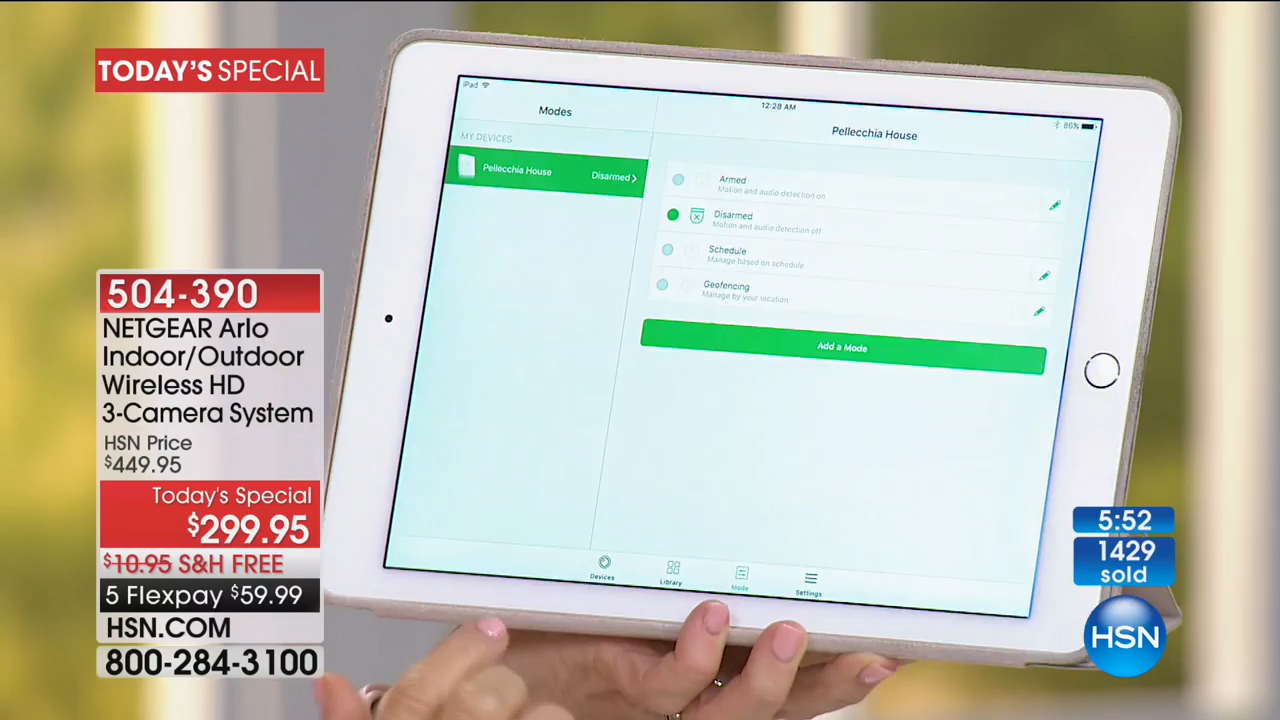 TODAY'S SPECIAL
504-390
NETGEAR Arlo
Indoor/Outdoor
Wireless HD
3-Camera System
HSN Price
$449.95
Today's Special
$299.95
$10.95 S&H FREE
5 Flexpay $59.99
HSN.COM
800-284-3100
iPad
12:28 AM
86%
Modes
Pellecchia House
MY DEVICES
Pellecchia House
Disarmed
Armed
Motion and audio detection on
Disarmed
Motion and audio detection off
Schedule
Manage based on schedule
Geofencing
Manage by your location
Add a Mode
Devices
Library
Mode
Settings
5:52
1429
sold
HSN